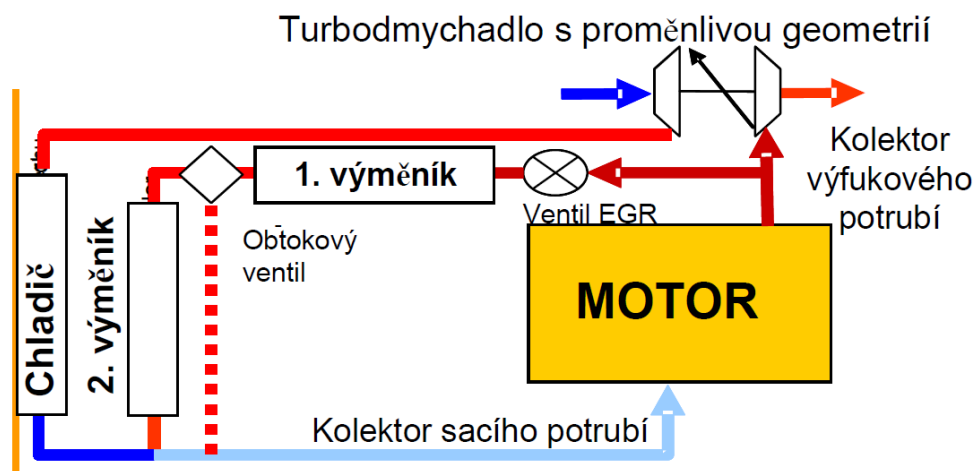 Turbodmychadlo s proměnlivou geometrií
Kolektor
výfukového
potrubí
1. výměník
Ventil EGR
Obtokový
ventil
MOTOR
Chladič
2. výměník
Kolektor sacího potrubí